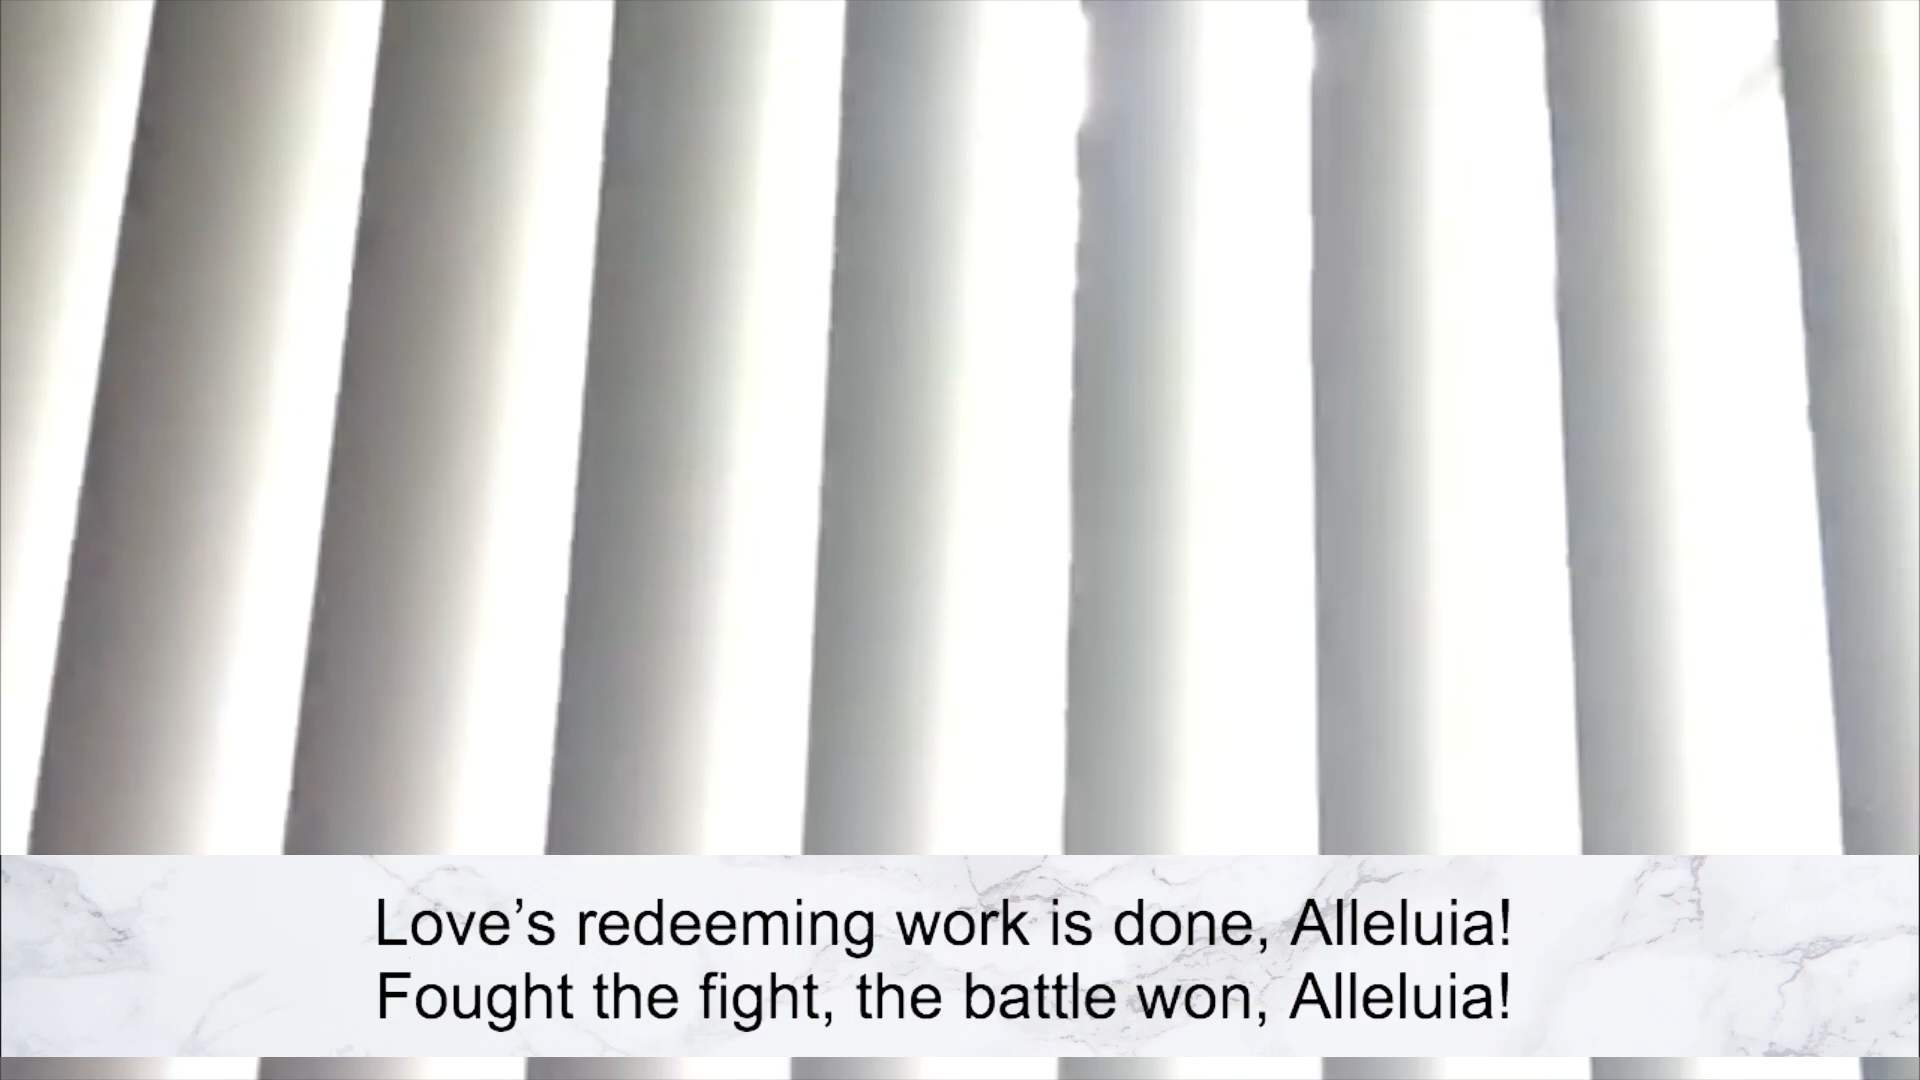 Love’s redeeming work is done, Alleluia!
Fought the fight, the battle won, Alleluia!